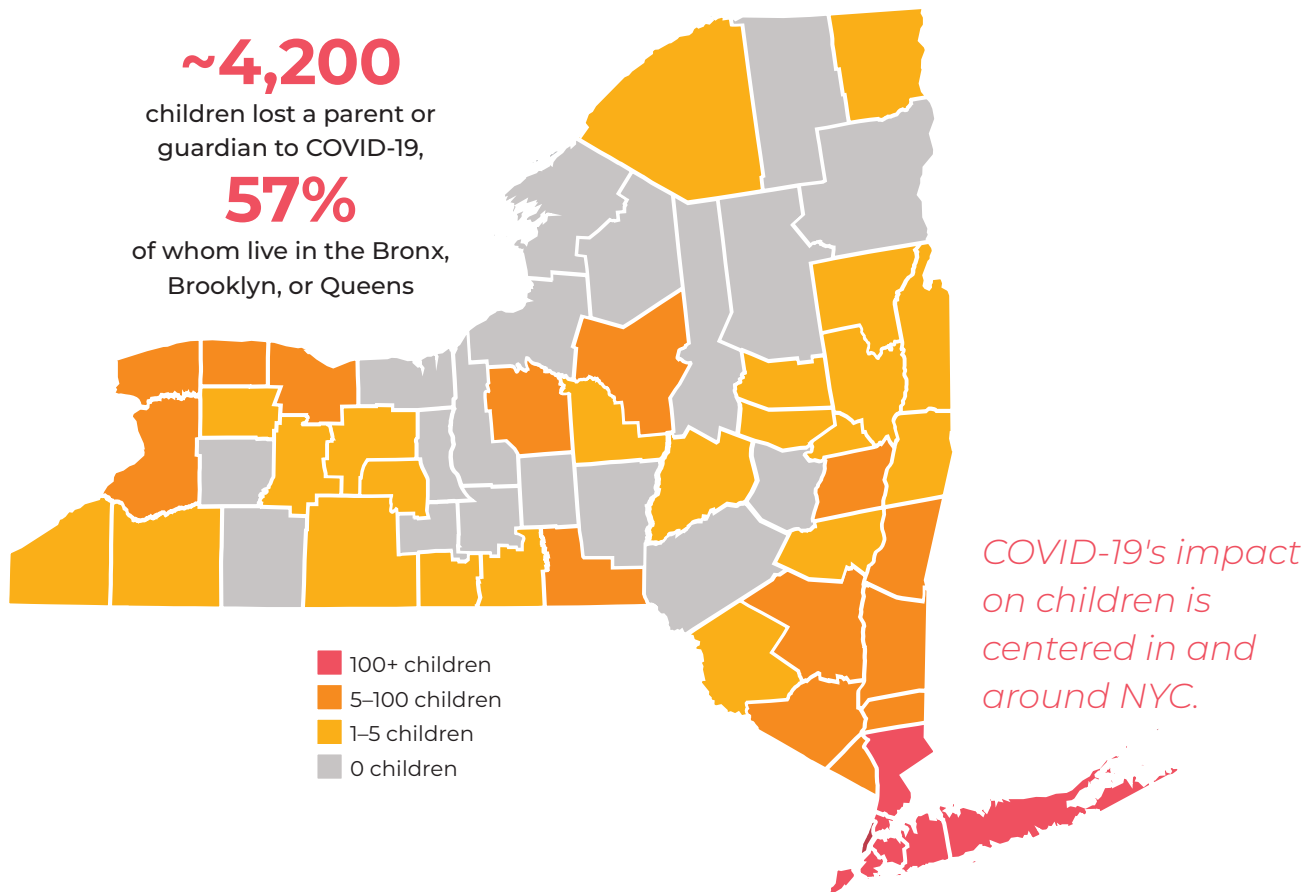 ~4,200
children lost a parent or
guardian to COVID-19,
57%
of whom live in the Bronx,
Brooklyn, or Queens
COVID-19's impact
on children is
centered in and
around NYC.
100+ children
5–100 children
1–5 children
0 children